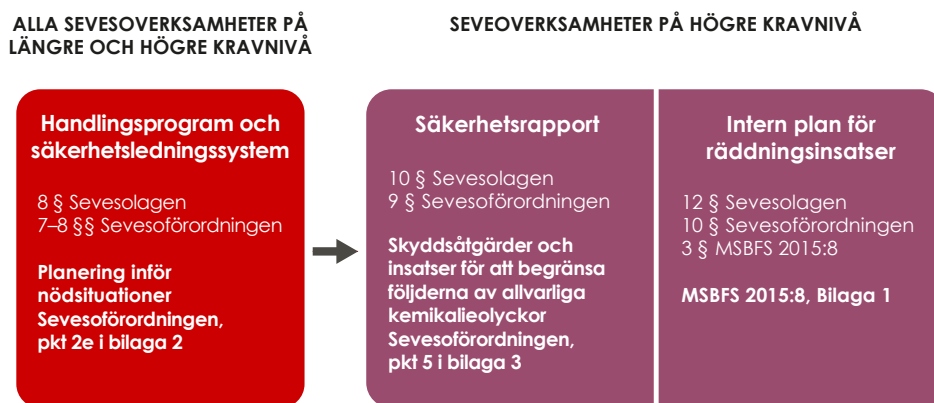 ALLA SEVESOVERKSAMHETER PÅ
LÄNGRE OCH HÖGRE KRAVNIVÅ
SEVEOVERKSAMHETER PÅ HÖGRE KRAVNIVÅ
Handlingsprogram och
säkerhetsledningssystem
8 § Sevesolagen
7–8 §§ Sevesoförordningen
Planering inför
nödsituationer
Sevesoförordningen,
pkt 2e i bilaga 2
Säkerhetsrapport
10 § Sevesolagen
9 § Sevesoförordningen
Skyddsåtgärder och
insatser för att begränsa
följderna av allvarliga
kemikalieolyckor
Sevesoförordningen,
pkt 5 i bilaga 3
Intern plan för
räddningsinsatser
12 § Sevesolagen
10 § Sevesoförordningen
3 § MSBFS 2015:8
MSBFS 2015:8, Bilaga 1